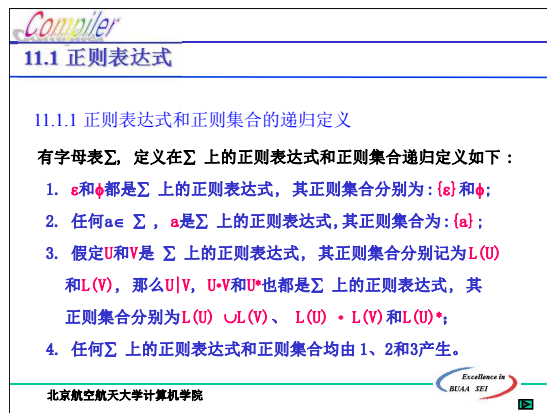 Compiler
11.1 正则表达式
11.1.1 正则表达式和正则集合的递归定义
有字母表∑, 定义在∑ 上的正则表达式和正则集合递归定义如下：
1. ε和ϕ都是∑ 上的正则表达式, 其正则集合分别为:{ε}和ϕ;
2. 任何a∈ ∑ , a是∑ 上的正则表达式,其正则集合为:{a};
3. 假定U和V是 ∑ 上的正则表达式, 其正则集合分别记为L(U)
和L(V), 那么U|V, U•V和U*也都是∑ 上的正则表达式, 其
正则集合分别为L(U) ∪L(V)、 L(U) • L(V)和L(U)*;
4. 任何∑ 上的正则表达式和正则集合均由 1、2和3产生。
北京航空航天大学计算机学院
Excellence in
BUAA SEI